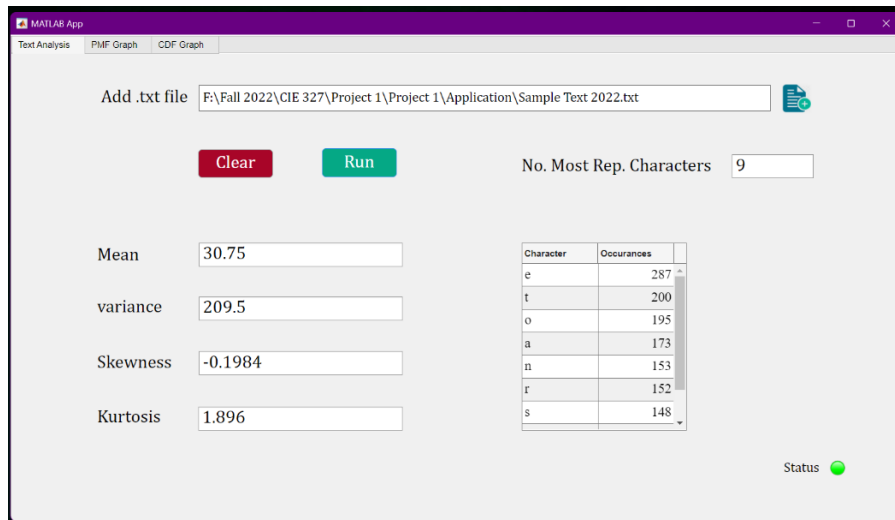 MATLAB App
Text Analysis PMF Graph CDF Graph
Add .txt file F:\Fall 2022\CIE 327\Project 1\Project 1\Application\Sample Text 2022.txt
Clear Run No. Most Rep. Characters 9
Mean 30.75
variance 209.5
Skewness -0.1984
Kurtosis 1.896
Character Occurances
e 287
t 200
o 195
a 173
n 153
r 152
s 148
Status